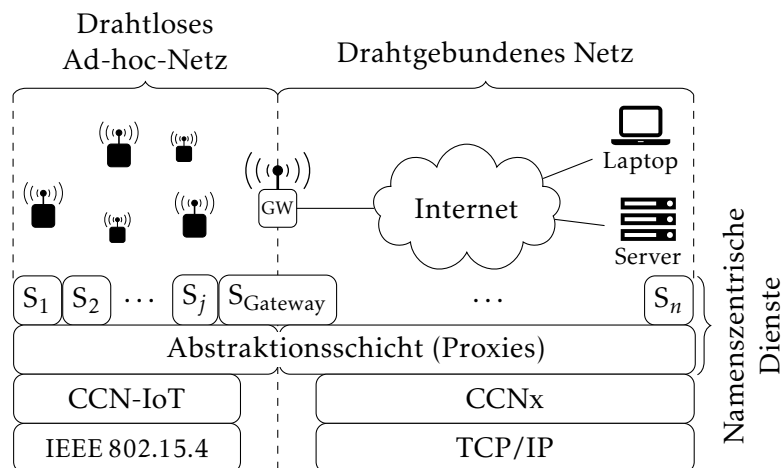 Drahtloses
Ad-hoc-Netz
Drahtgebundenes Netz
Laptop
GW
Internet
Server
S1 S2 ... Sj SGateway ... Sn
Abstraktionsschicht (Proxies)
CCN-IoT
CCNx
IEEE 802.15.4
TCP/IP
Namenszentrische
Dienste